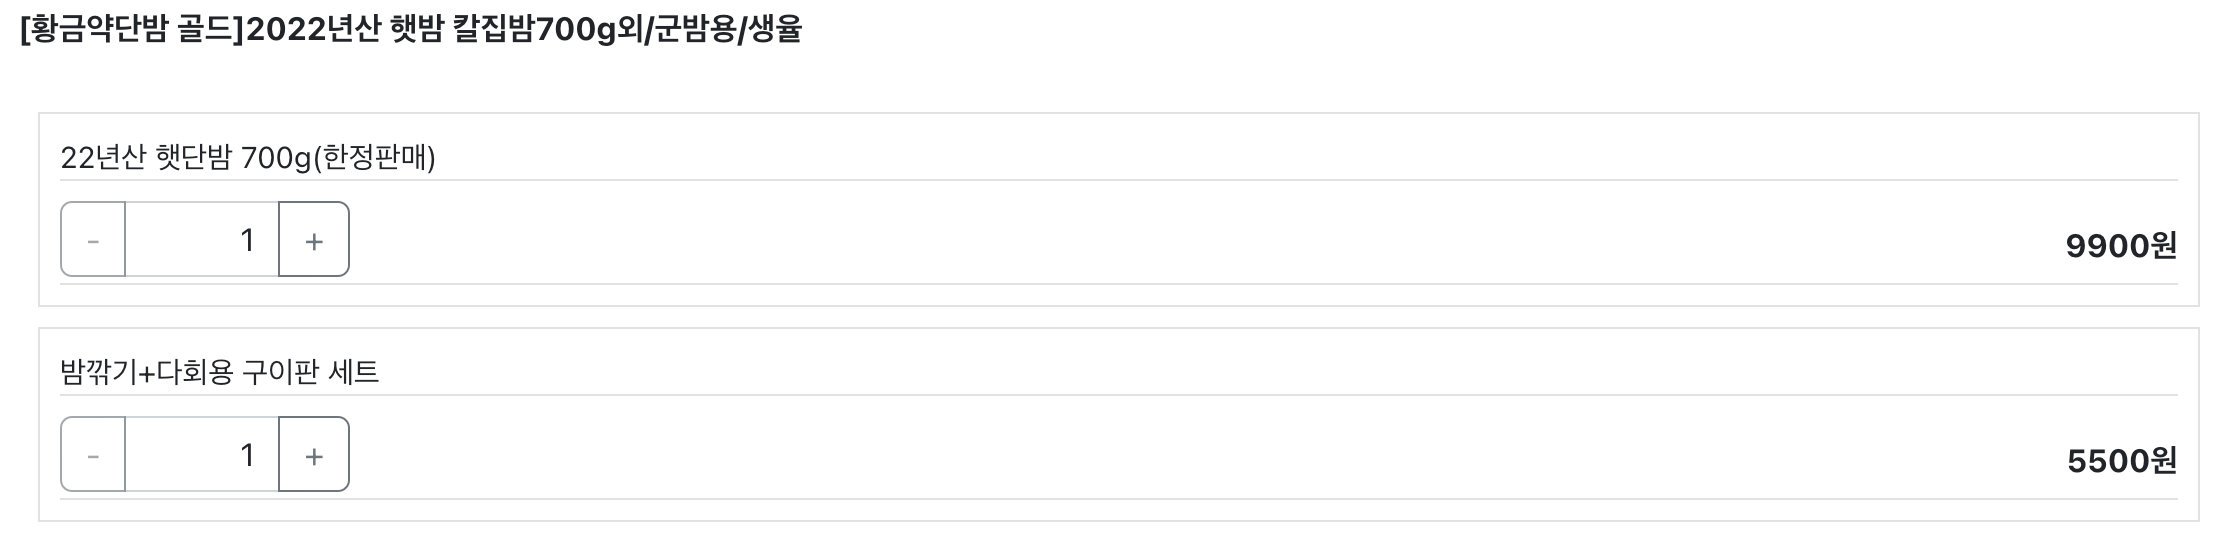 [황금약단밤 골드]2022년산 햇밤 칼집밤700g외/군밤용/생율
22년산 햇단밤 700g(한정판매)
- 1 + 9900원
밤깎기+다회용 구이판 세트
- 1 + 5500원